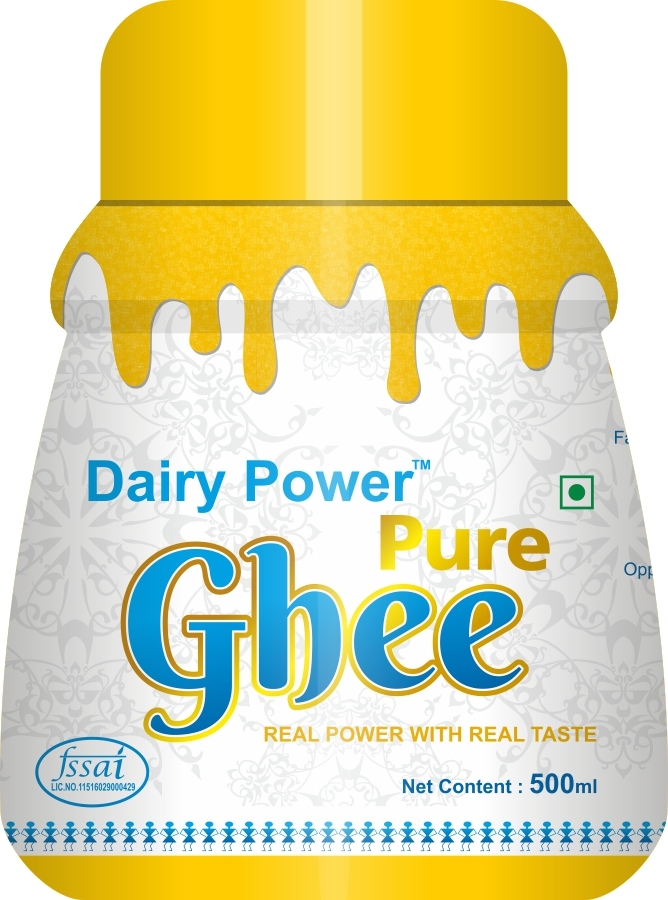 Dairy Power™
Pure
Ghee
REAL POWER WITH REAL TASTE
fssai
LIC.NO.11516029000429
Net Content : 500ml